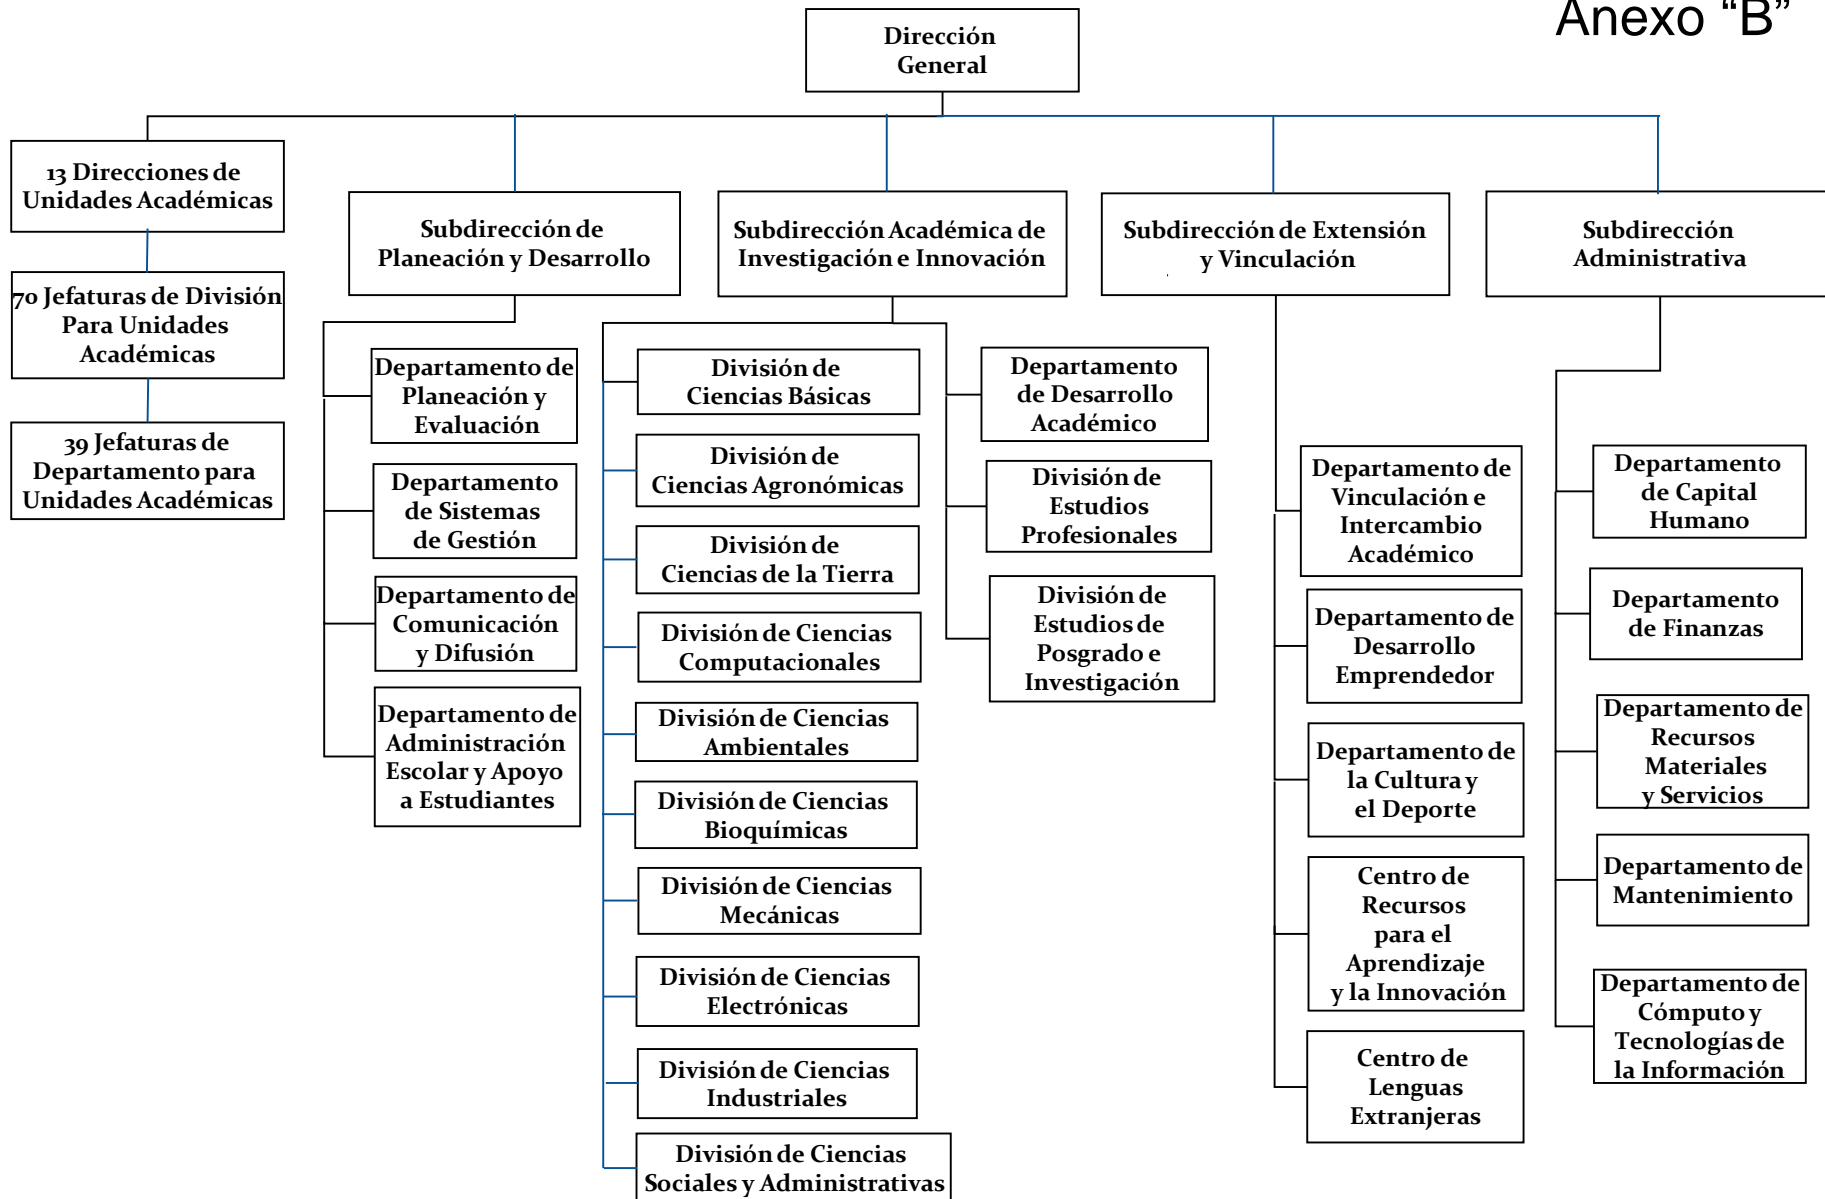 Anexo “B”
Dirección
General
13 Direcciones de
Unidades Académicas
70 Jefaturas de División
Para Unidades
Académicas
39 Jefaturas de
Departamento para
Unidades Académicas
Subdirección de
Planeación y Desarrollo
Departamento de
Planeación y
Evaluación
Departamento
de Sistemas
de Gestión
Departamento de
Comunicación
y Difusión
Departamento de
Administración
Escolar y Apoyo
a Estudiantes
Subdirección Académica de
Investigación e Innovación
División de
Ciencias Básicas
División de
Ciencias Agronómicas
División de
Ciencias de la Tierra
División de Ciencias
Computacionales
División de Ciencias
Ambientales
División de Ciencias
Bioquímicas
División de Ciencias
Mecánicas
División de Ciencias
Electrónicas
División de Ciencias
Industriales
División de Ciencias
Sociales y Administrativas
Departamento
de Desarrollo
Académico
División de
Estudios
Profesionales
División de
Estudios de
Posgrado e
Investigación
Subdirección de Extensión
y Vinculación
Departamento de
Vinculación e
Intercambio
Académico
Departamento de
Desarrollo
Emprendedor
Departamento de
la Cultura y
el Deporte
Centro de
Recursos
para el
Aprendizaje
y la Innovación
Centro de
Lenguas
Extranjeras
Subdirección
Administrativa
Departamento
de Capital
Humano
Departamento
de Finanzas
Departamento de
Recursos
Materiales
y Servicios
Departamento de
Mantenimiento
Departamento de
Cómputo y
Tecnologías de
la Información